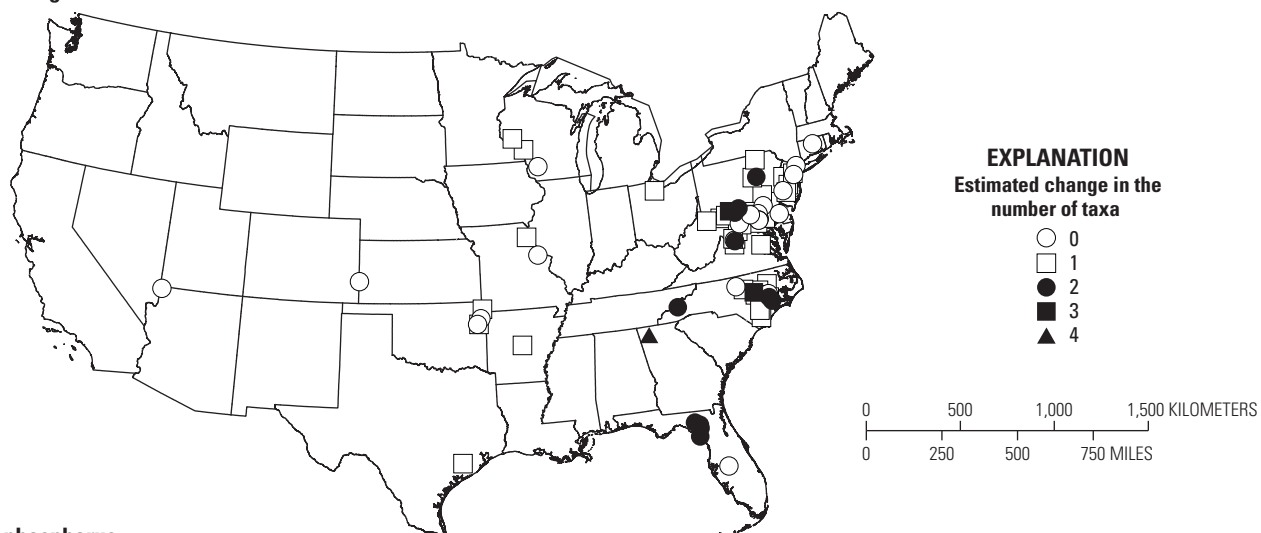 EXPLANATION
Estimated change in the
number of taxa
0
1
2
3
4
0 500 1,000 1,500 KILOMETERS
0 250 500 750 MILES